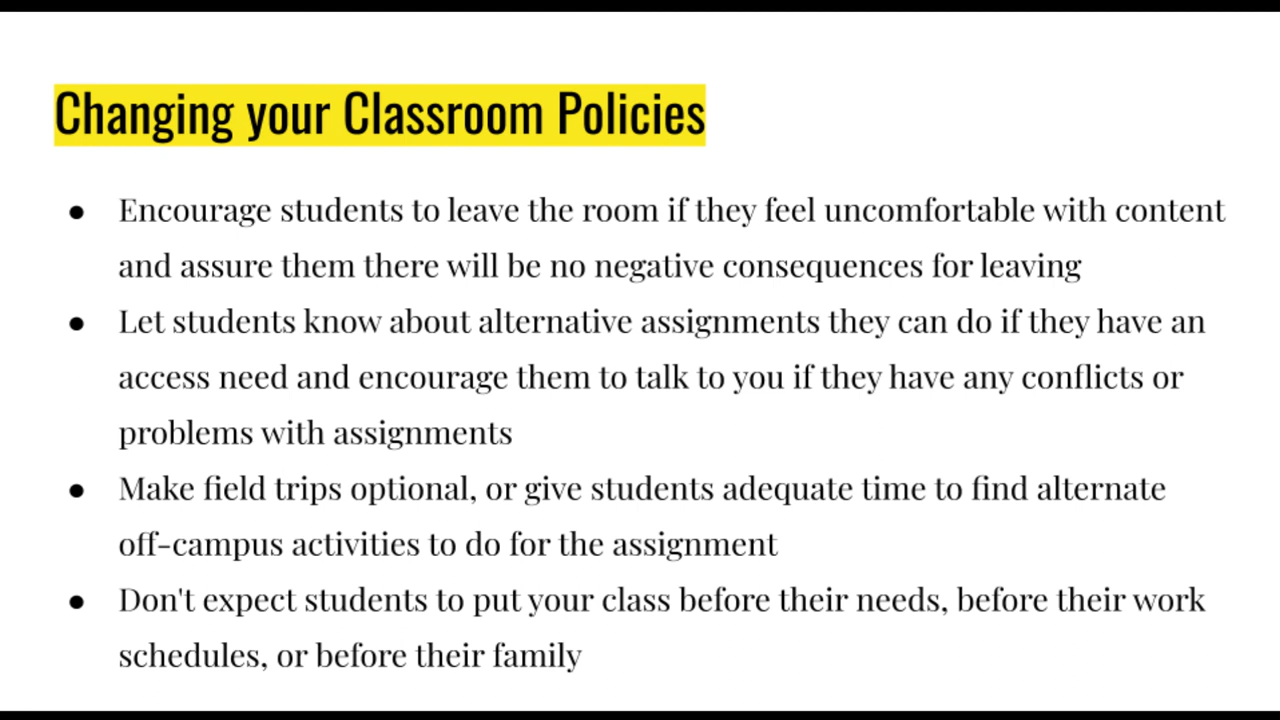 Changing your Classroom Policies
● Encourage students to leave the room if they feel uncomfortable with content
and assure them there will be no negative consequences for leaving
● Let students know about alternative assignments they can do if they have an
access need and encourage them to talk to you if they have any conflicts or
problems with assignments
● Make field trips optional, or give students adequate time to find alternate
off-campus activities to do for the assignment
● Don't expect students to put your class before their needs, before their work
schedules, or before their family